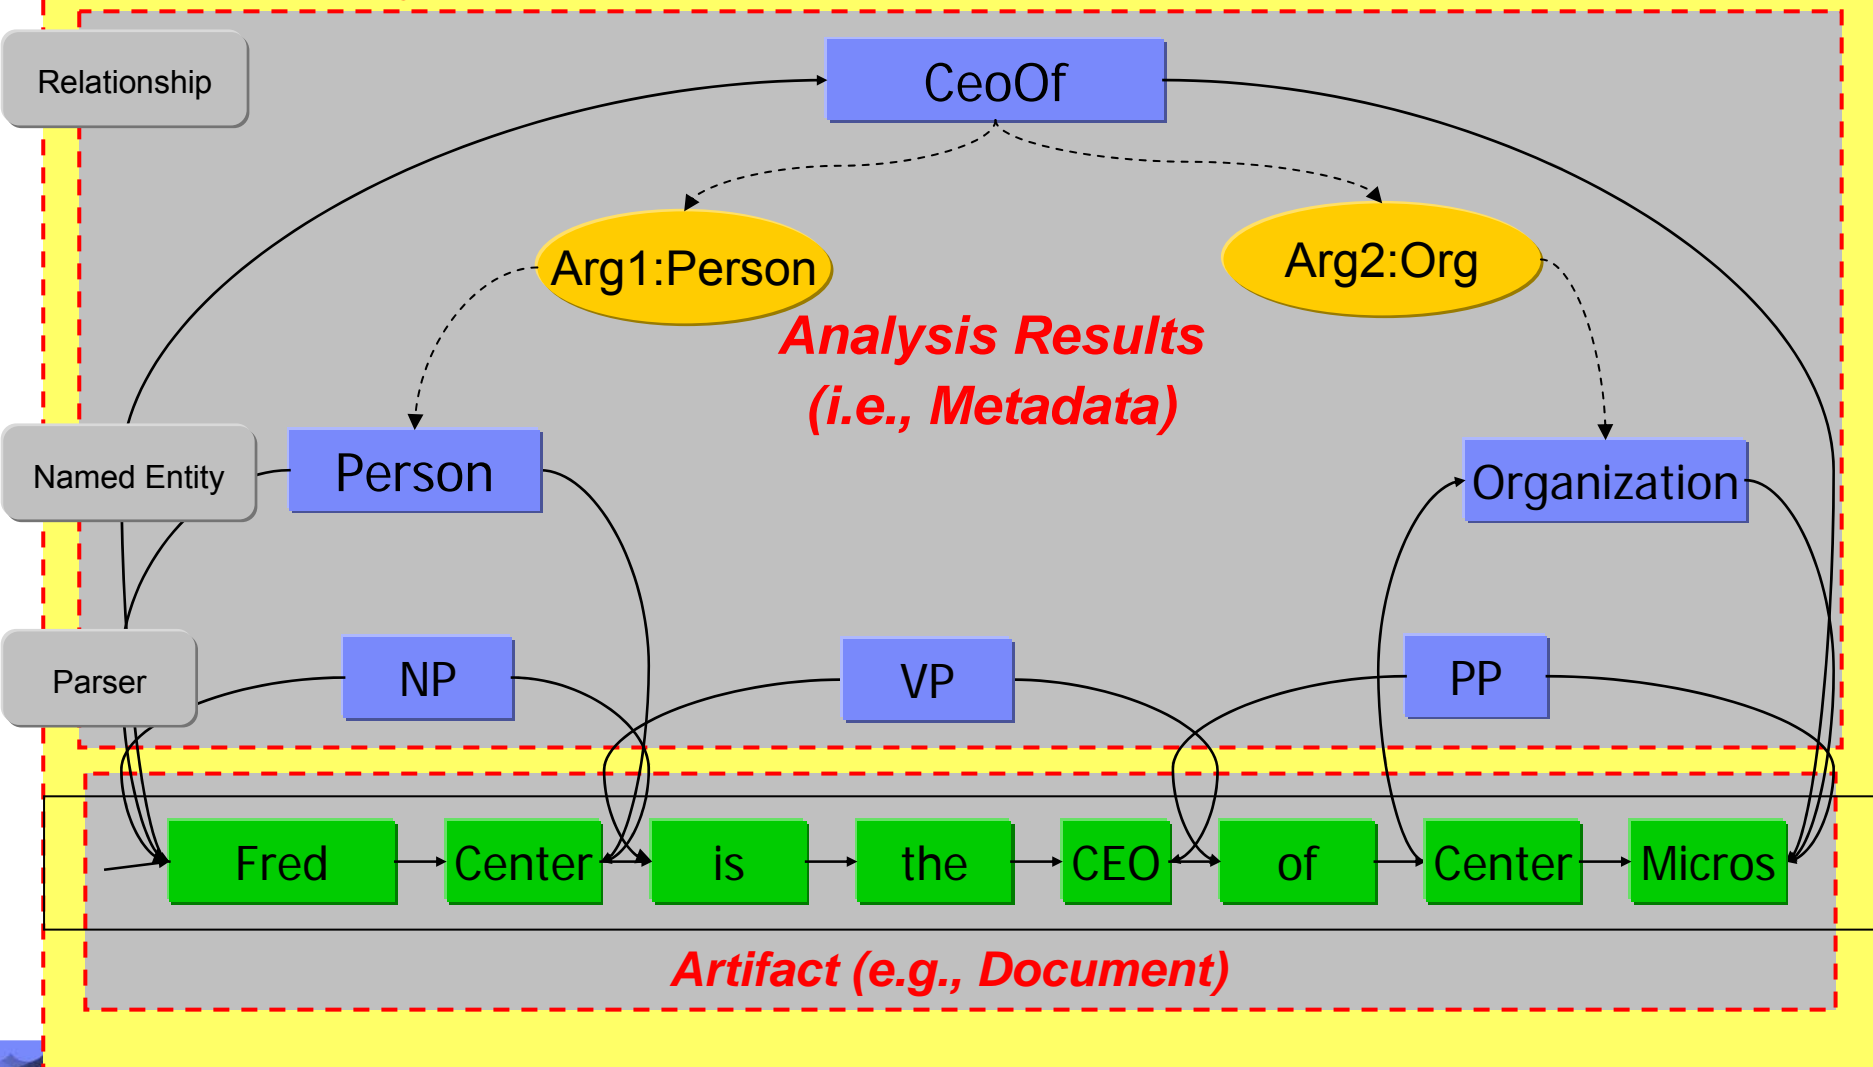 Relationship
CeoOf
Arg1:Person
Arg2:Org
Analysis Results
(i.e., Metadata)
Named Entity
Person
Organization
Parser
NP
VP
PP
Fred Center is the CEO of Center Micros
Artifact (e.g., Document)